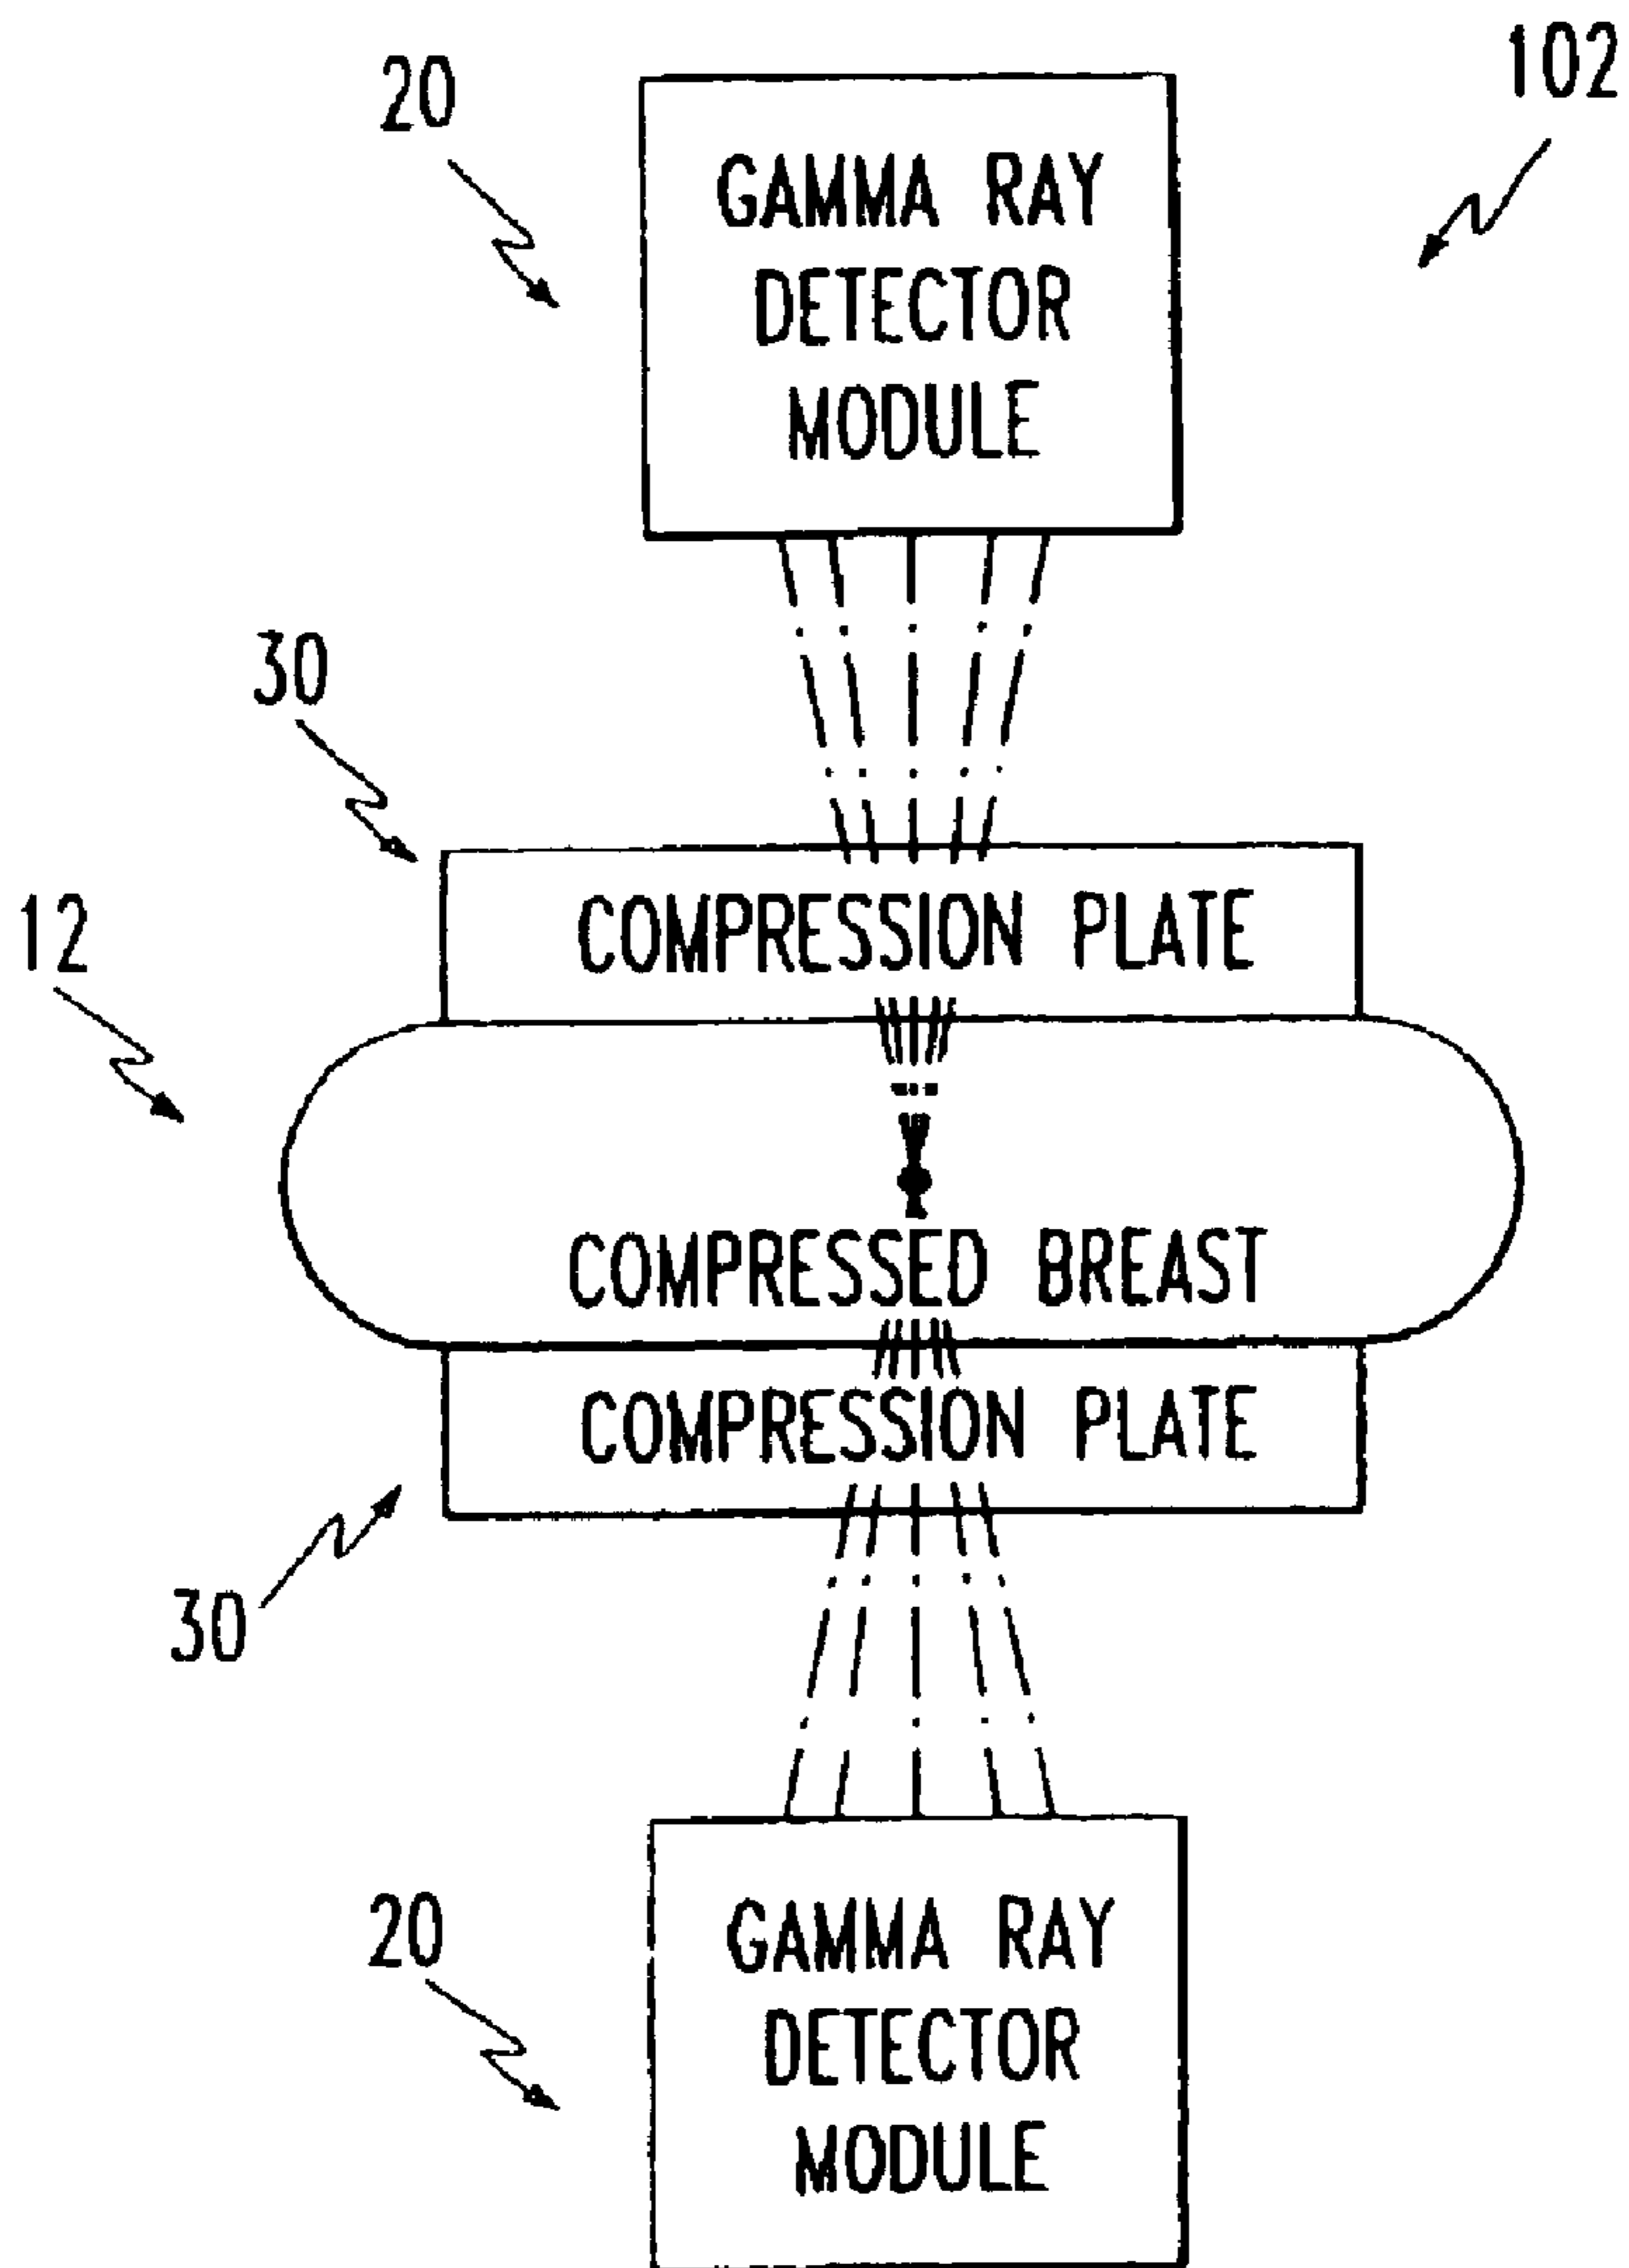 102
20
GAMMA RAY
DETECTOR
MODULE
30
COMPRESSION PLATE
12
COMPRESSED BREAST
COMPRESSION PLATE
30
20
GAMMA RAY
DETECTOR
MODULE